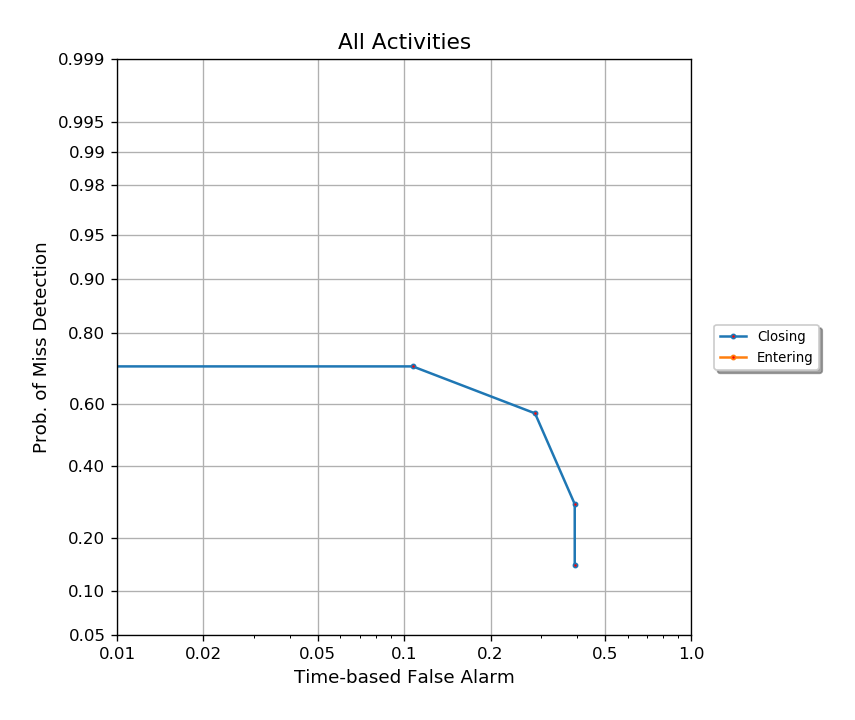 All Activities
0.999
0.995
0.99
0.98
0.95
0.90
0.80
0.60
0.40
0.20
0.10
0.05
Prob. of Miss Detection
0.01 0.02 0.05 0.1 0.2 0.5 1.0
Time-based False Alarm
Closing
Entering